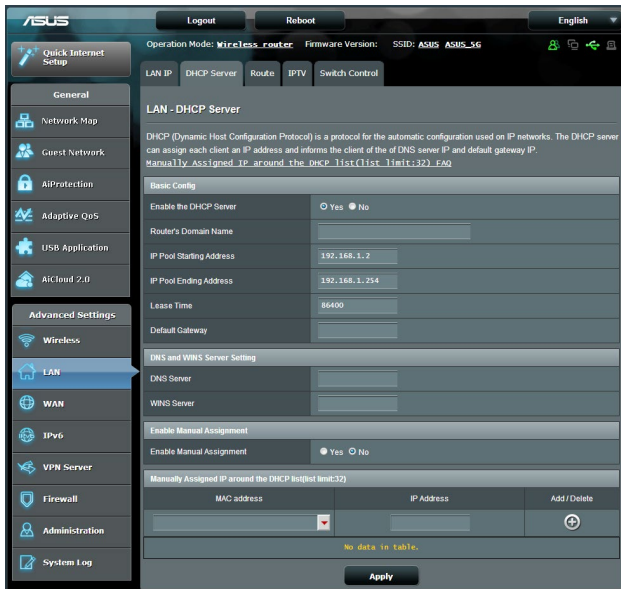 ASUS
Logout
Reboot
English
Quick Internet
Setup
Operation Mode: Wireless router Firmware Version: SSID: ASUS ASUS_5G
LAN IP
DHCP Server
Route
IPTV
Switch Control
General
Network Map
Guest Network
AiProtection
Adaptive QoS
USB Application
AiCloud 2.0
Advanced Settings
Wireless
LAN
WAN
IPv6
VPN Server
Firewall
Administration
System Log
LAN - DHCP Server
DHCP (Dynamic Host Configuration Protocol) is a protocol for the automatic configuration used on IP networks. The DHCP server
can assign each client an IP address and informs the client of the of DNS server IP and default gateway IP.
Manually Assigned IP around the DHCP list(list limit:32) FAQ
Basic Config
Enable the DHCP Server Yes No
Router's Domain Name
IP Pool Starting Address 192.168.1.2
IP Pool Ending Address 192.168.1.254
Lease Time 86400
Default Gateway
DNS and WINS Server Setting
DNS Server
WINS Server
Enable Manual Assignment
Enable Manual Assignment Yes No
Manually Assigned IP around the DHCP list(list limit:32)
MAC address IP Address Add / Delete
No data in table.
Apply